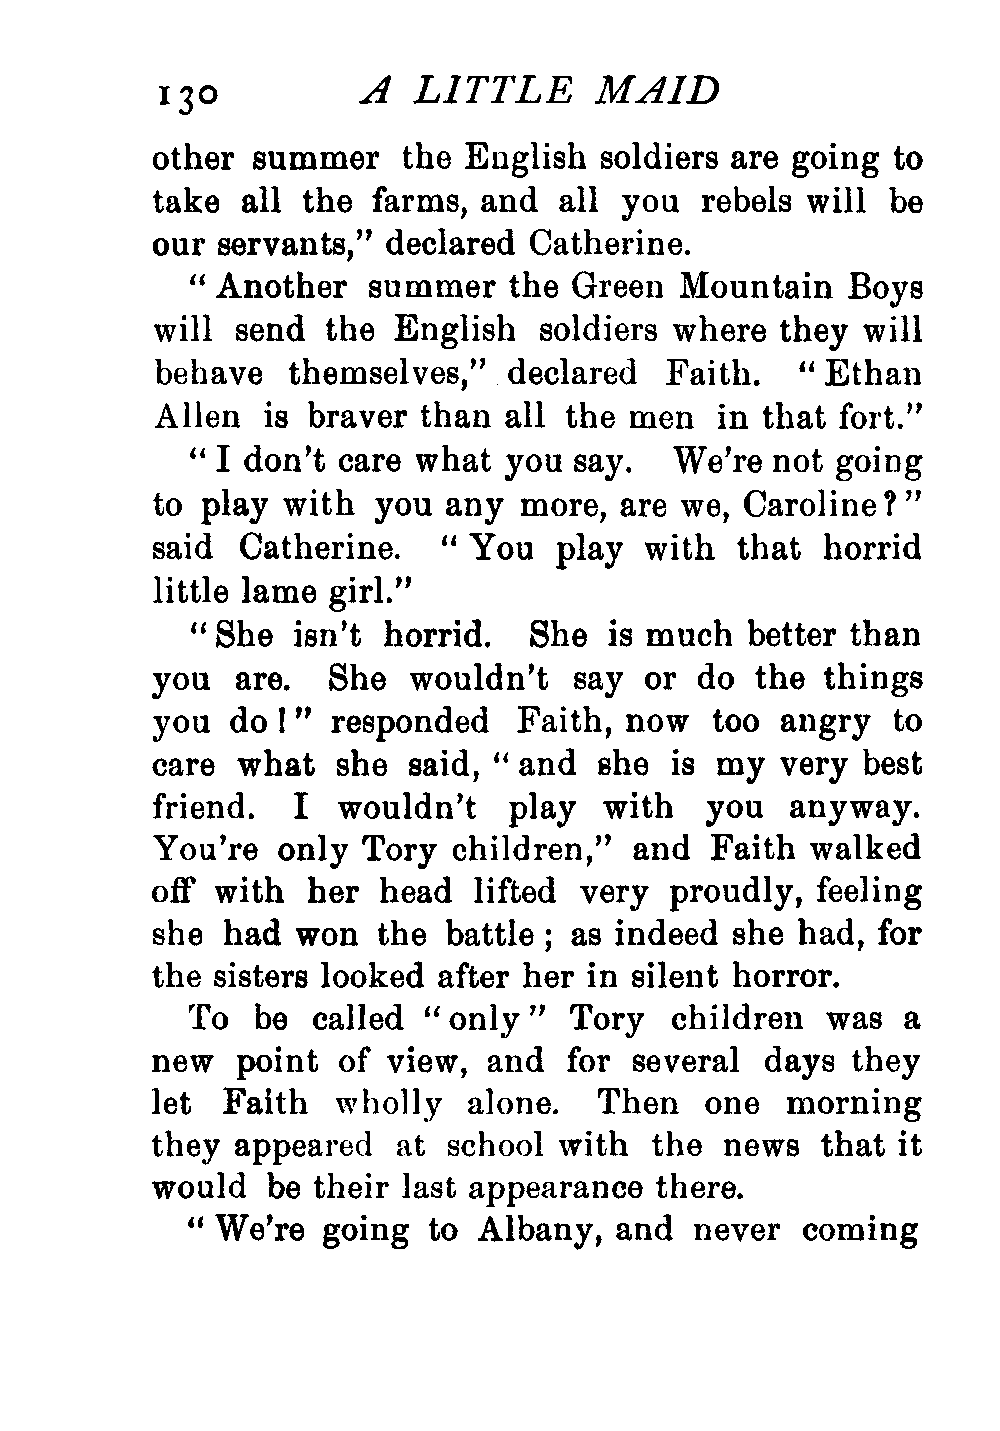 130 A LITTLE MAID
other summer the English soldiers are going to
take all the farms, and all you rebels will be
our servants," declared Catherine.
" Another summer the Green Mountain Boys
will send the English soldiers where they will
behave themselves," declared Faith. " Ethan
Allen is braver than all the men in that fort."
" I don't care what you say. We're not going
to play with you any more, are we, Caroline ? "
said Catherine. " You play with that horrid
little lame girl."
" She isn't horrid. She is much better than
you are. She wouldn't say or do the things
you do ! " responded Faith, now too angry to
care what she said, " and she is my very best
friend. I wouldn't play with you anyway.
You're only Tory children," and Faith walked
off with her head lifted very proudly, feeling
she had won the battle ; as indeed she had, for
the sisters looked after her in silent horror.
To be called " only " Tory children was a
new point of view, and for several days they
let Faith wholly alone. Then one morning
they appeared at school with the news that it
would be their last appearance there.
" We're going to Albany, and never coming